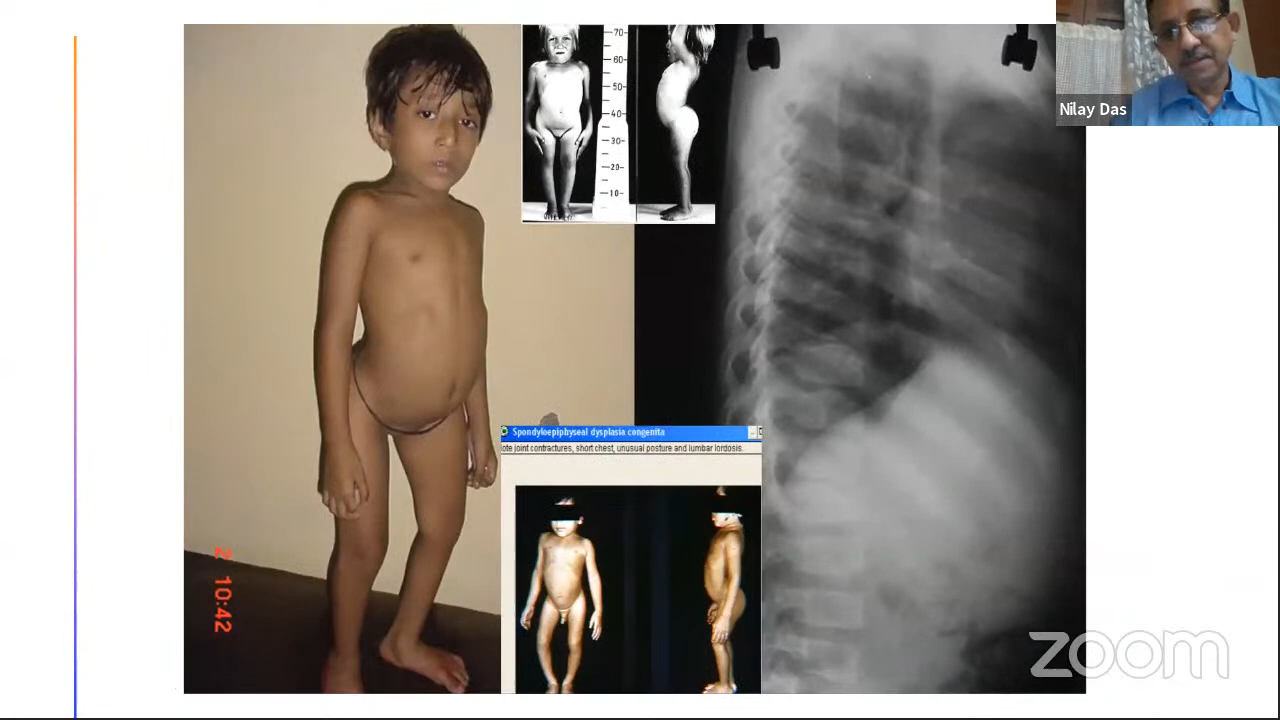 70
60
50
40
30
20
10
Nilay Das
Spondyloepiphyseal dysplasia congenita
ote joint contractures, short chest, unusual posture and lumbar lordosis.
2 10:42
zoom